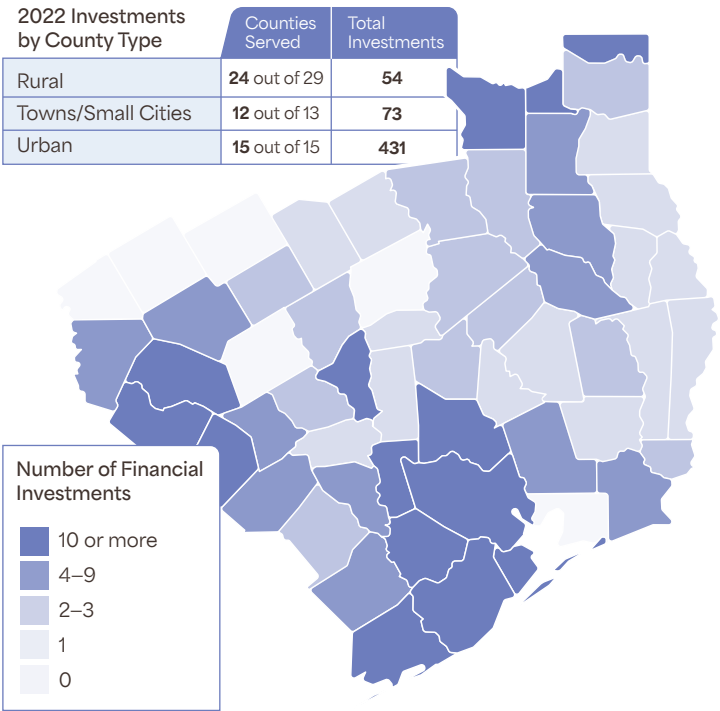 2022 Investments
by County Type
Counties
Served
Total
Investments
Rural 24 out of 29 54
Towns/Small Cities 12 out of 13 73
Urban 15 out of 15 431
Number of Financial
Investments
10 or more
4–9
2–3
1
0